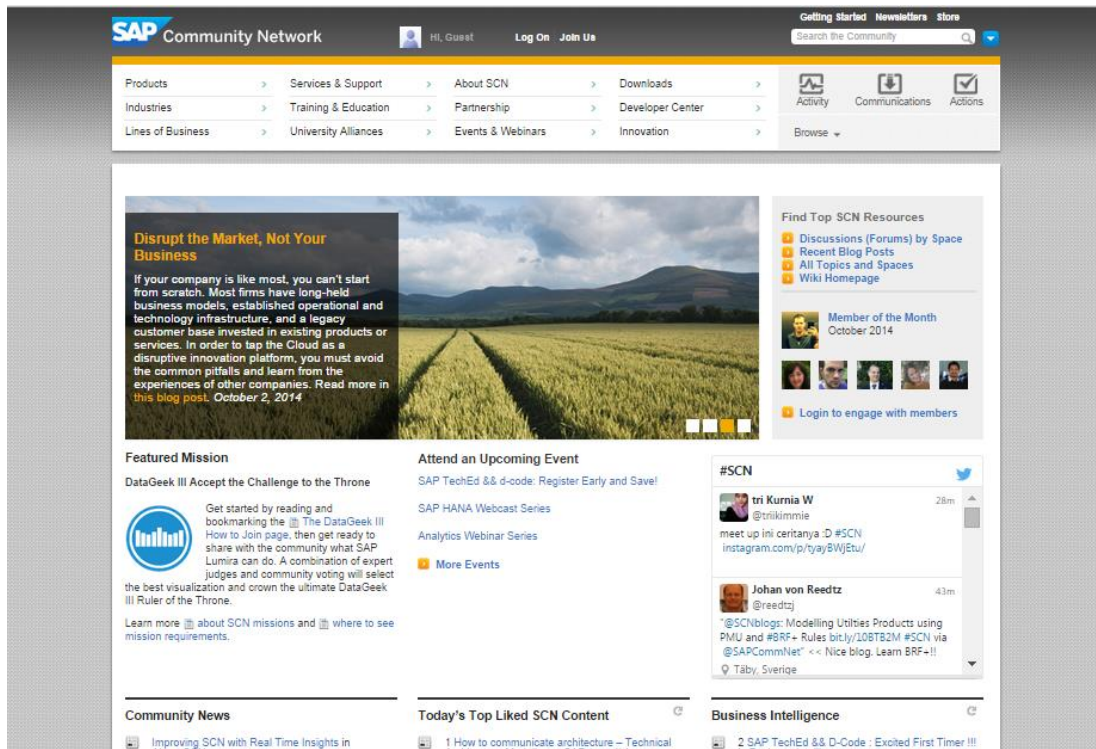 Getting Started Newsletters Store
SAP Community Network
Hi, Guest Log On Join Us
Search the Community
Products
Services & Support
About SCN
Downloads
Industries
Training & Education
Partnership
Developer Center
Lines of Business
University Alliances
Events & Webinars
Innovation
Activity
Communications
Actions
Browse
Disrupt the Market, Not Your
Business
If your company is like most, you can't start
from scratch. Most firms have long-held
business models, established operational and
technology infrastructure, and a legacy
customer base invested in existing products or
services. In order to tap the Cloud as a
disruptive innovation platform, you must avoid
the common pitfalls and learn from the
experiences of other companies. Read more in
this blog post. October 2, 2014
Find Top SCN Resources
Discussions (Forums) by Space
Recent Blog Posts
All Topics and Spaces
Wiki Homepage
Member of the Month
October 2014
Login to engage with members
Featured Mission
DataGeek III Accept the Challenge to the Throne
Get started by reading and
bookmarking the The DataGeek III
How to Join page, then get ready to
share with the community what SAP
Lumira can do. A combination of expert
judges and community voting will select
the best visualization and crown the ultimate DataGeek
III Ruler of the Throne.
Learn more about SCN missions and where to see
mission requirements.
Attend an Upcoming Event
SAP TechEd && d-code: Register Early and Save!
SAP HANA Webcast Series
Analytics Webinar Series
More Events
#SCN
tri Kurnia W 28m
@triikimmie
meet up ini ceritanya :D #SCN
instagram.com/p/tyayBWjEtu/
Johan von Reedtz 43m
@reedtzj
"@SCNblogs: Modelling Utilties Products using
PMU and #BRF+ Rules bit.ly/10BTB2M #SCN via
@SAPCommNet" << Nice blog. Learn BRF+!!
Täby, Sverige
Community News
Improving SCN with Real Time Insights in
Today's Top Liked SCN Content
1 How to communicate architecture – Technical
Business Intelligence
2 SAP TechEd && D-Code : Excited First Timer !!!